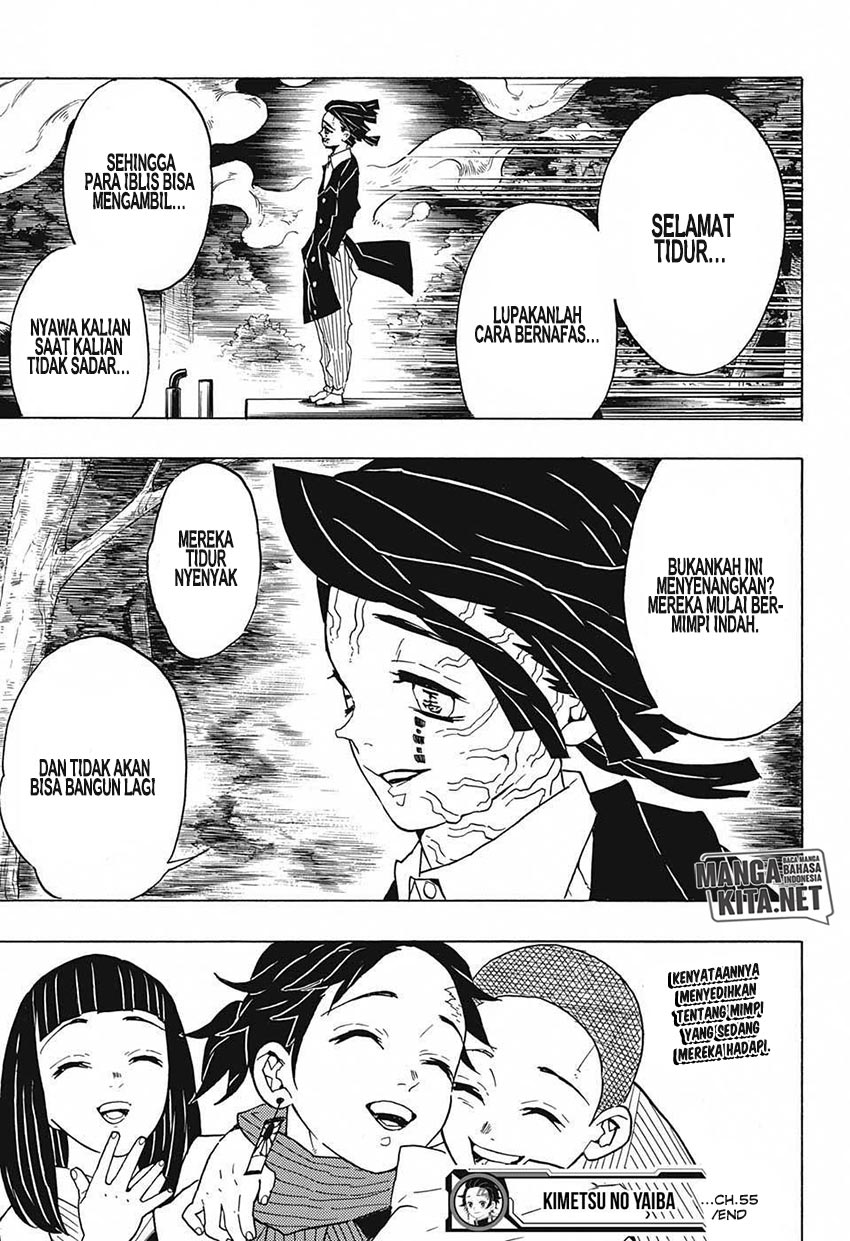 SELAMAT
TIDUR...
LUPAKANLAH
CARA BERNAFAS...
SEHINGGA
PARA IBLIS BISA
MENGAMBIL...
NYAWA KALIAN
SAAT KALIAN
TIDAK SADAR...
BUKANKAH INI
MENYENANGKAN?
MEREKA MULAI BER-
MIMPI INDAH.
MEREKA
TIDUR
NYENYAK
DAN TIDAK AKAN
BISA BANGUN LAGI
MANGA
KITA.NET
BACA MANGA
BAHASA
INDONESIA
KENYATAANNYA
MENYEDIHKAN
TENTANG MIMPI
YANG SEDANG
MEREKA HADAPI.
KIMETSU NO YAIBA
...CH.55
/END